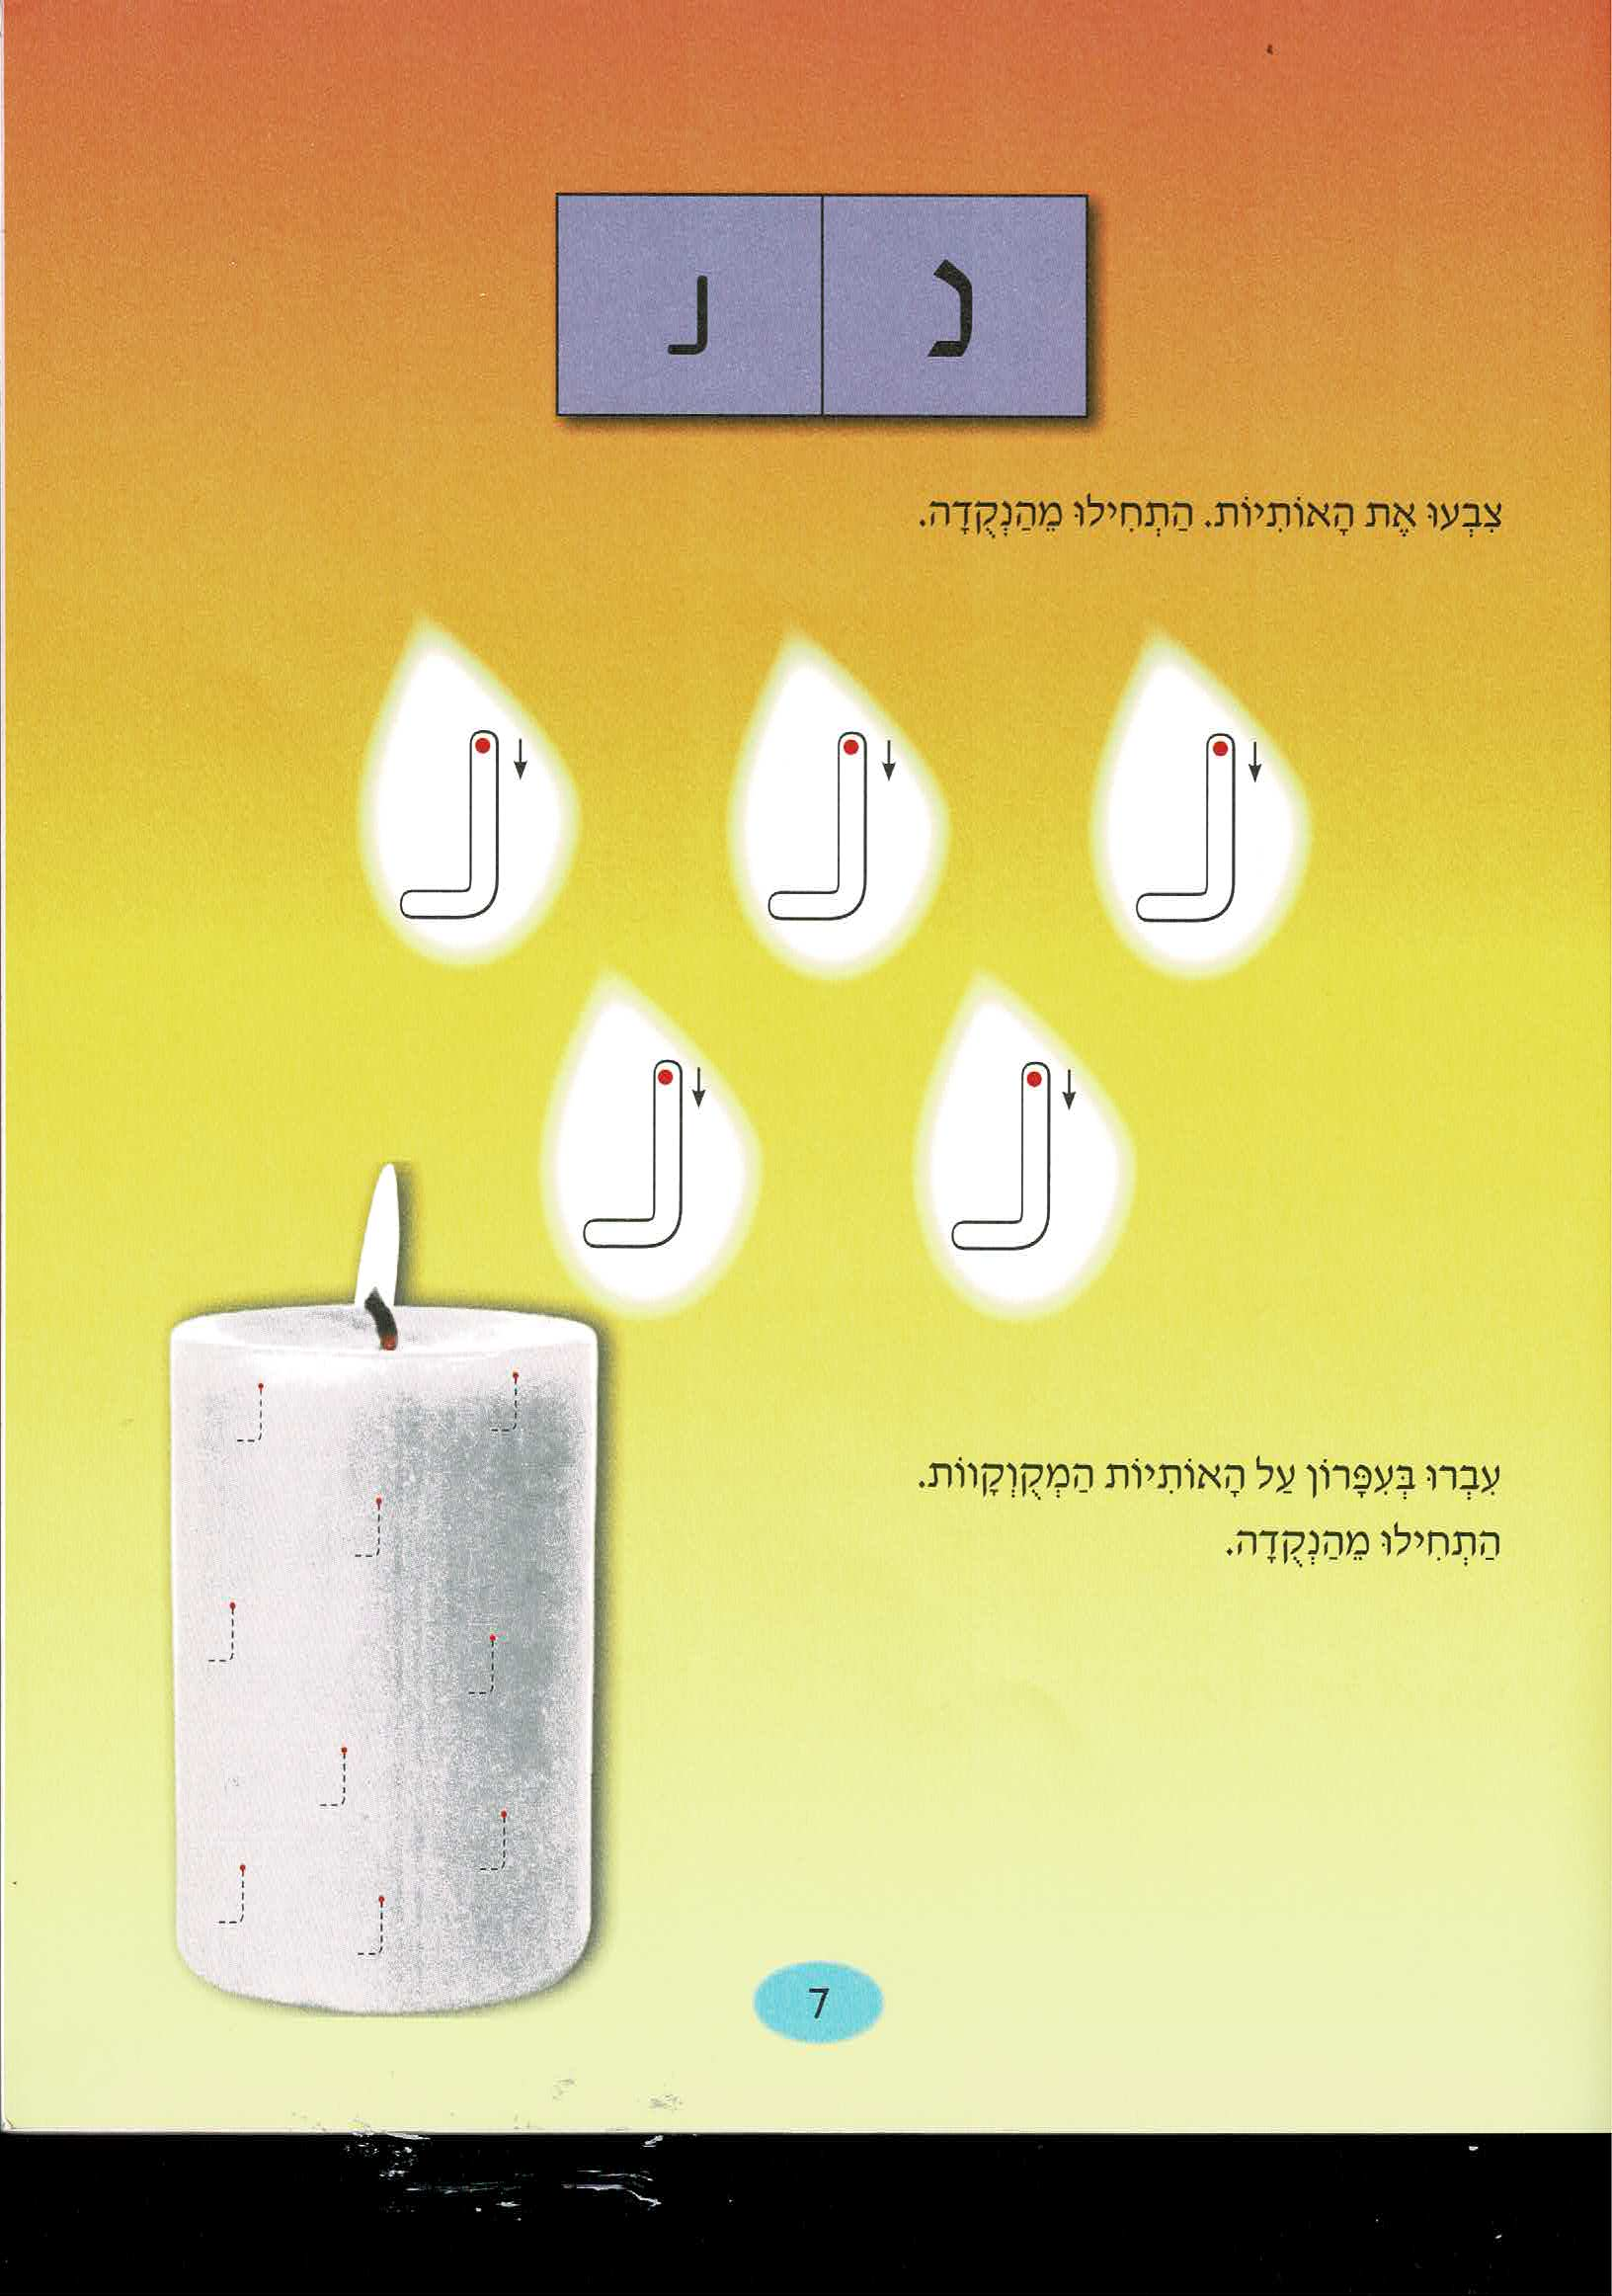 נ נ
צִבְעוּ אֶת הָאוֹתִיּוֹת. הַתְחִילוּ מֵהַנְּקֻדָּה.
נ נ נ
נ נ
עִבְרוּ בְּעִפָּרוֹן עַל הָאוֹתִיּוֹת הַמְּקֻוְקָווֹת.
הַתְחִילוּ מֵהַנְּקֻדָּה.
נ נ
נ
נ
נ
נ
נ
נ
נ
7